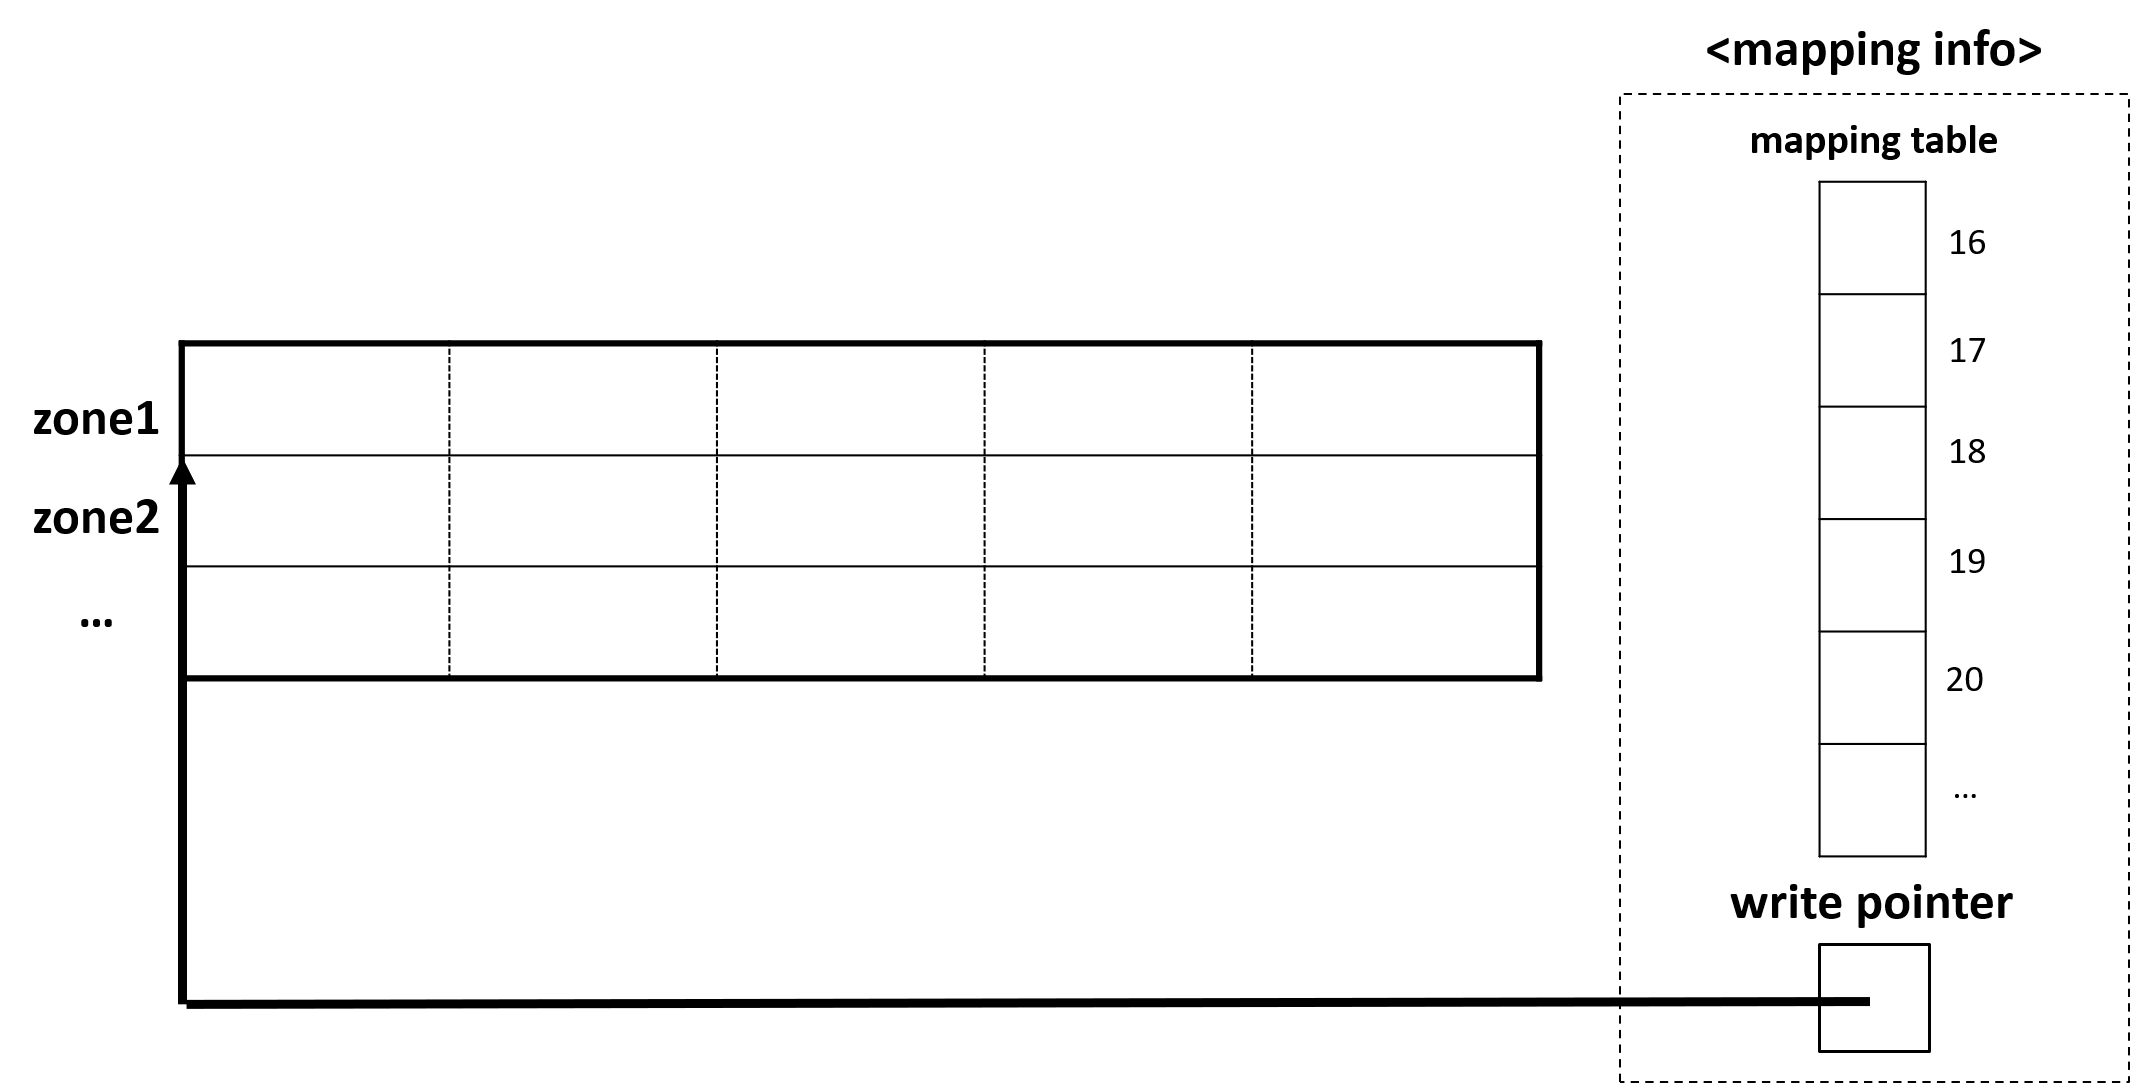 <mapping info>
mapping table
16
17
18
19
20
...
zone1
zone2
...
write pointer